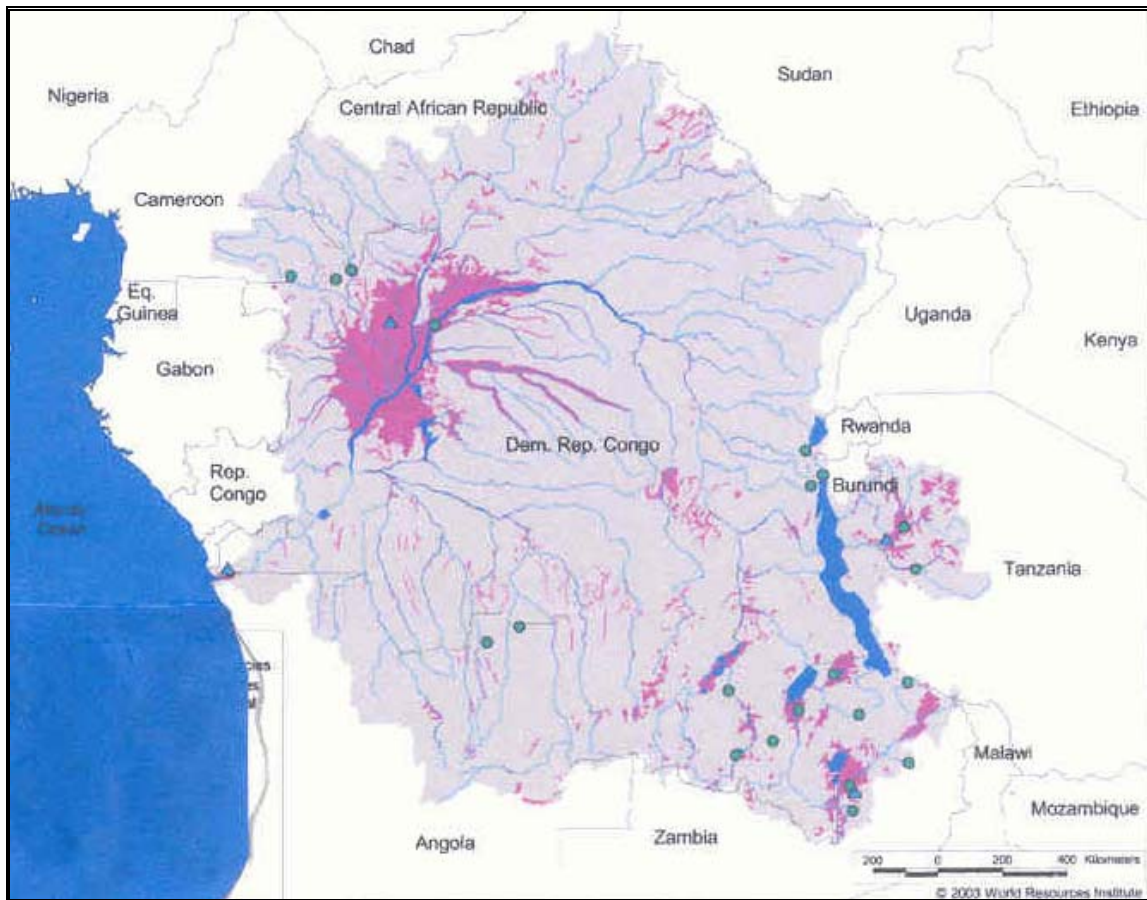 Chad
Sudan
Nigeria
Central African Republic
Ethiopia
Cameroon
Eq.
Guinea
Uganda
Kenya
Gabon
Rwanda
Dem. Rep. Congo
Rep.
Congo
Burundi
Tanzania
Malawi
Mozambique
Angola
Zambia
200 0 200 400 Kilometers
© 2003 World Resources Institute